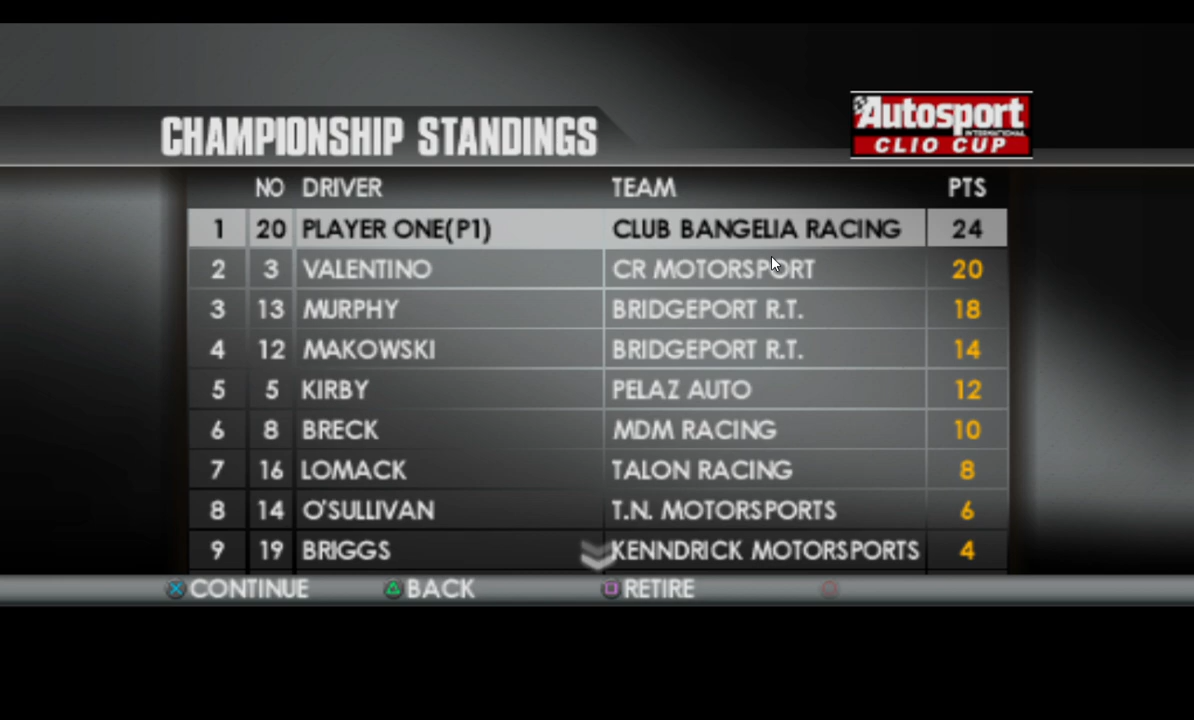 CHAMPIONSHIP STANDINGS
Autosport
INTERNATIONAL
CLIO CUP
NO DRIVER TEAM PTS
1 20 PLAYER ONE(P1) CLUB BANGELIA RACING 24
2 3 VALENTINO CR MOTORSPORT 20
3 13 MURPHY BRIDGEPORT R.T. 18
4 12 MAKOWSKI BRIDGEPORT R.T. 14
5 5 KIRBY PELAZ AUTO 12
6 8 BRECK MDM RACING 10
7 16 LOMACK TALON RACING 8
8 14 O'SULLIVAN T.N. MOTORSPORTS 6
9 19 BRIGGS KENNDRICK MOTORSPORTS 4
CONTINUE BACK RETIRE